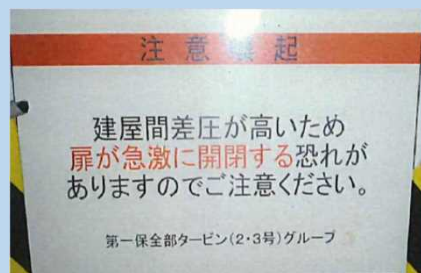 注意喚起
建屋間差圧が高いため
扉が急激に開閉する恐れが
ありますのでご注意ください。
第一保全部タービン(2・3号)グループ